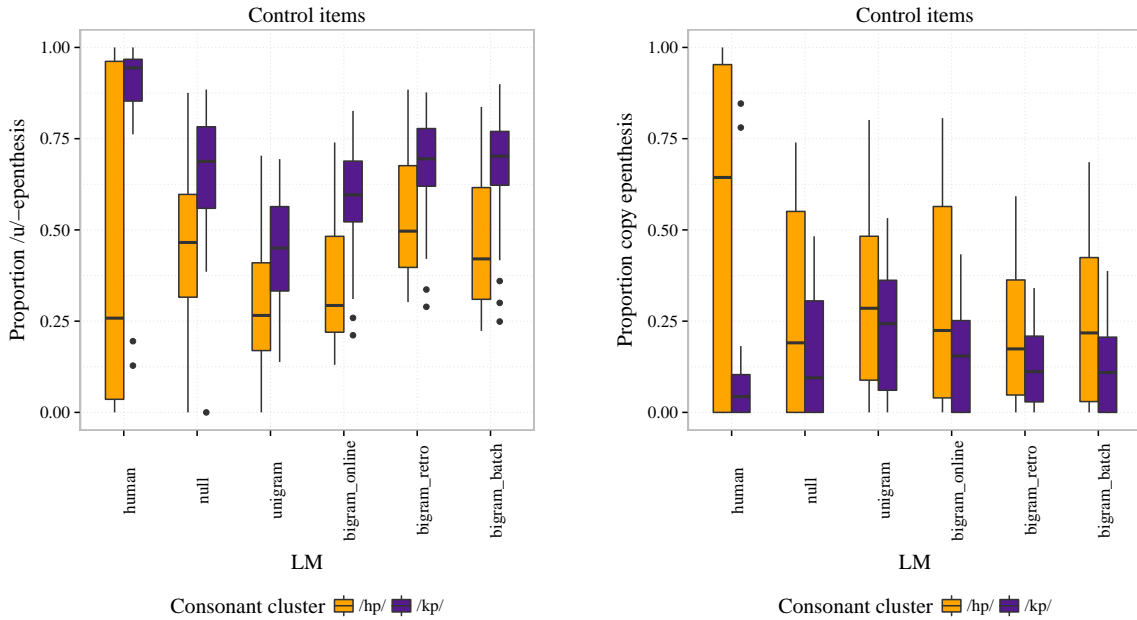 Control items
Proportion /u/-epenthesis
1.00
0.75
0.50
0.25
0.00
human
null
unigram
bigram_online
bigram_retro
bigram_batch
LM
Consonant cluster /hp/ /kp/
Control items
Proportion copy epenthesis
1.00
0.75
0.50
0.25
0.00
human
null
unigram
bigram_online
bigram_retro
bigram_batch
LM
Consonant cluster /hp/ /kp/